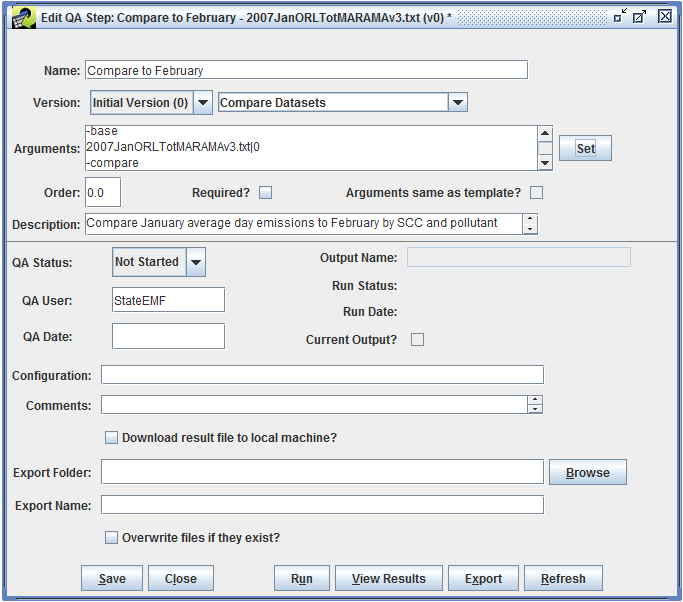 Edit QA Step: Compare to February - 2007JanORLTotMARAMAv3.txt (v0) *
Name: Compare to February
Version: Initial Version (0) Compare Datasets
Arguments: -base
2007JanORLTotMARAMAv3.txt|0
-compare
Set
Order: 0.0 Required? Arguments same as template?
Description: Compare January average day emissions to February by SCC and pollutant
QA Status: Not Started Output Name:
Run Status:
QA User: StateEMF
Run Date:
QA Date: Current Output?
Configuration:
Comments:
Download result file to local machine?
Export Folder: Browse
Export Name:
Overwrite files if they exist?
Save Close Run View Results Export Refresh